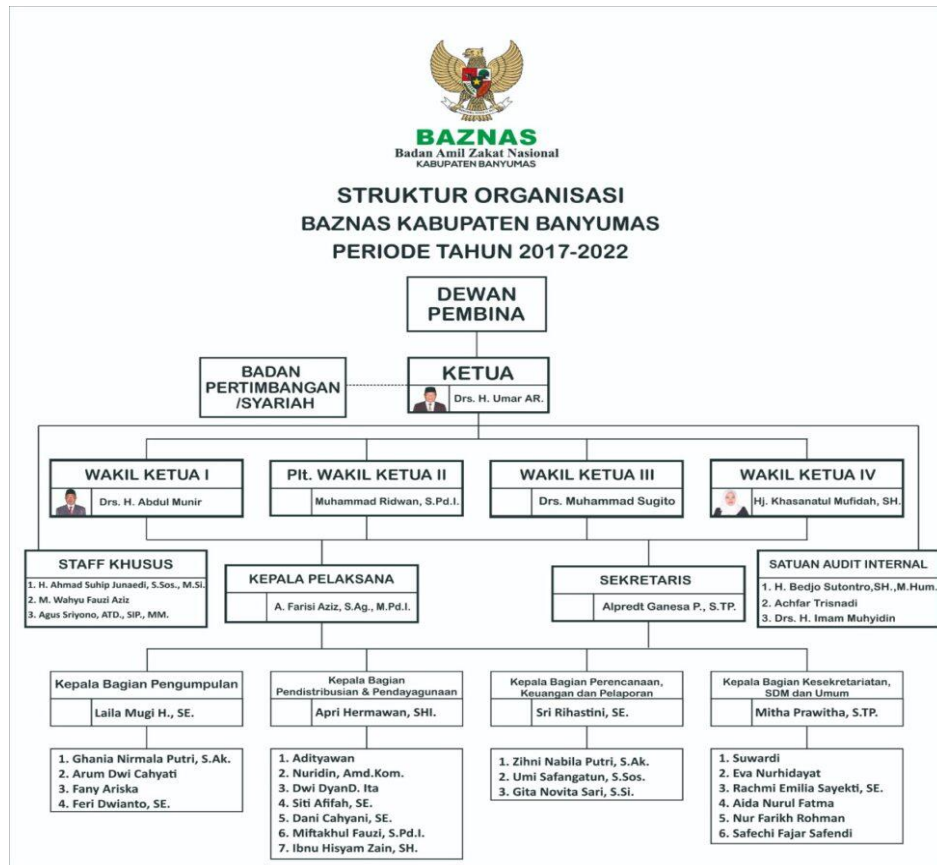 BAZNAS
Badan Amil Zakat Nasional
KABUPATEN BANYUMAS
STRUKTUR ORGANISASI
BAZNAS KABUPATEN BANYUMAS
PERIODE TAHUN 2017-2022
DEWAN
PEMBINA
BADAN
PERTIMBANGAN
/SYARIAH
KETUA
Drs. H. Umar AR.
WAKIL KETUA I
Drs. H. Abdul Munir
Plt. WAKIL KETUA II
Muhammad Ridwan, S.Pd.I.
WAKIL KETUA III
Drs. Muhammad Sugito
WAKIL KETUA IV
Hj. Khasanatul Mufidah, SH.
STAFF KHUSUS
1. H. Ahmad Suhip Junaedi, S.Sos., M.Si.
2. M. Wahyu Fauzi Aziz
3. Agus Sriyono, ATD., SIP., MM.
KEPALA PELAKSANA
A. Farisi Aziz, S.Ag., M.Pd.I.
SEKRETARIS
Alpredt Ganesa P., S.TP.
SATUAN AUDIT INTERNAL
1. H. Bedjo Sutontro,SH.,M.Hum.
2. Achfar Trisnadi
3. Drs. H. Imam Muhyidin
Kepala Bagian Pengumpulan
Laila Mugi H., SE.
Kepala Bagian
Pendistribusian & Pendayagunaan
Apri Hermawan, SHI.
Kepala Bagian Perencanaan,
Keuangan dan Pelaporan
Sri Rihastini, SE.
Kepala Bagian Kesekretariatan,
SDM dan Umum
Mitha Prawitha, S.TP.
1. Ghania Nirmala Putri, S.Ak.
2. Arum Dwi Cahyati
3. Fany Ariska
4. Feri Dwianto, SE.
1. Adityawan
2. Nuridin, Amd.Kom.
3. Dwi DyanD. Ita
4. Siti Afifah, SE.
5. Dani Cahyani, SE.
6. Miftakhul Fauzi, S.Pd.I.
7. Ibnu Hisyam Zain, SH.
1. Zihni Nabila Putri, S.Ak.
2. Umi Safangatun, S.Sos.
3. Gita Novita Sari, S.Si.
1. Suwardi
2. Eva Nurhidayat
3. Rachmi Emilia Sayekti, SE.
4. Aida Nurul Fatma
5. Nur Farikh Rohman
6. Safechi Fajar Safendi